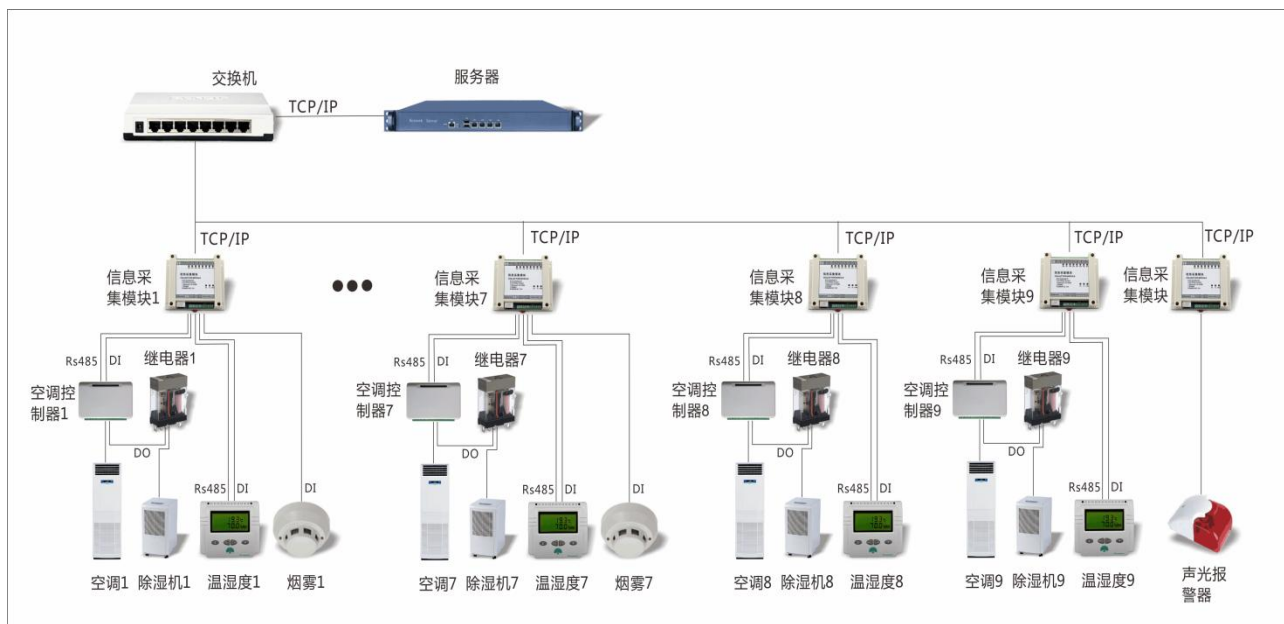 交换机
服务器
TCP/IP
TCP/IP
TCP/IP
TCP/IP
TCP/IP
TCP/IP
信息采
集模块1
信息采
集模块7
信息采
集模块8
信息采
集模块9
信息采
集模块
Rs485
DI
继电器1
Rs485
DI
继电器7
Rs485
DI
继电器8
Rs485
DI
继电器9
空调控
制器1
空调控
制器7
空调控
制器8
空调控
制器9
DO
DO
DO
DO
Rs485
DI
DI
Rs485
DI
DI
Rs485
DI
Rs485
DI
空调1
除湿机1
温湿度1
烟雾1
空调7
除湿机7
温湿度7
烟雾7
空调8
除湿机8
温湿度8
空调9
除湿机9
温湿度9
声光报
警器